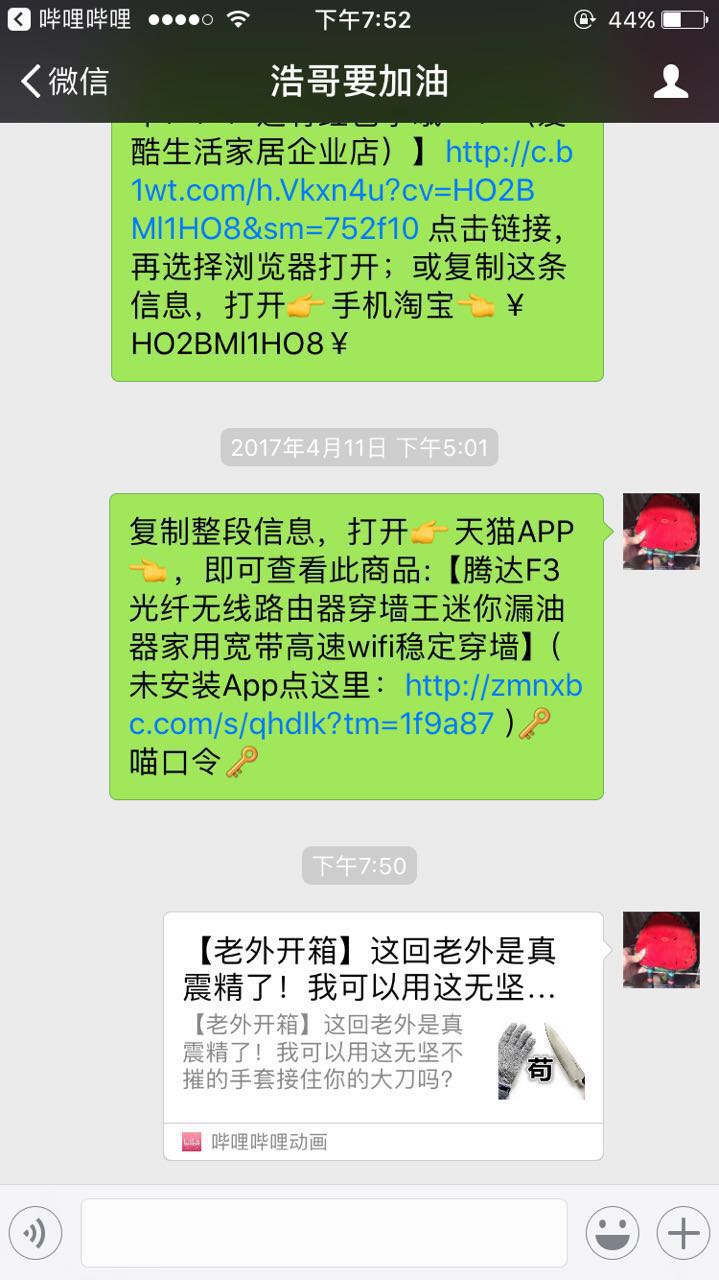 哔哩哔哩 下午7:52 44%
微信 浩哥要加油
酷生活家居企业店）】http://c.b
1wt.com/h.Vkxn4u?cv=HO2B
Ml1HO8&sm=752f10 点击链接，
再选择浏览器打开；或复制这条
信息，打开👉手机淘宝👈￥
HO2BMl1HO8￥
2017年4月11日 下午5:01
复制整段信息，打开👉天猫APP
👈，即可查看此商品:【腾达F3
光纤无线路由器穿墙王迷你漏油
器家用宽带高速wifi稳定穿墙】(
未安装App点这里：http://zmnxb
c.com/s/qhdlk?tm=1f9a87 )🔑
喵口令🔑
下午7:50
【老外开箱】这回老外是真
震精了！我可以用这无坚...
【老外开箱】这回老外是真
震精了！我可以用这无坚不
摧的手套接住你的大刀吗?
苟
哔哩哔哩动画